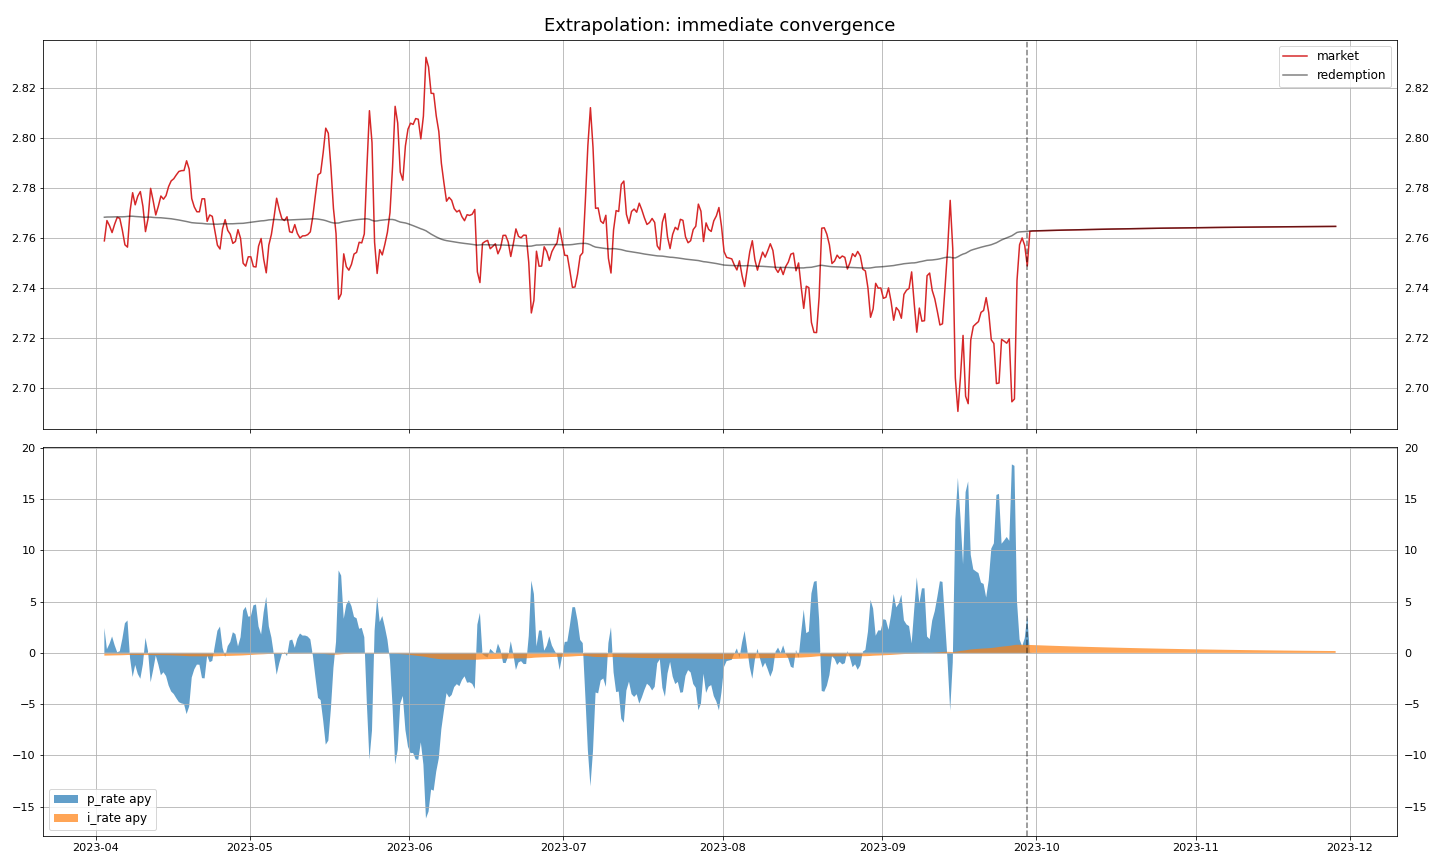 Extrapolation: immediate convergence
market
redemption
2.82 2.82
2.80 2.80
2.78 2.78
2.76 2.76
2.74 2.74
2.72 2.72
2.70 2.70
20 20
15 15
10 10
5 5
0 0
−5 −5
−10 −10
−15 −15
p_rate apy
i_rate apy
2023-04 2023-05 2023-06 2023-07 2023-08 2023-09 2023-10 2023-11 2023-12